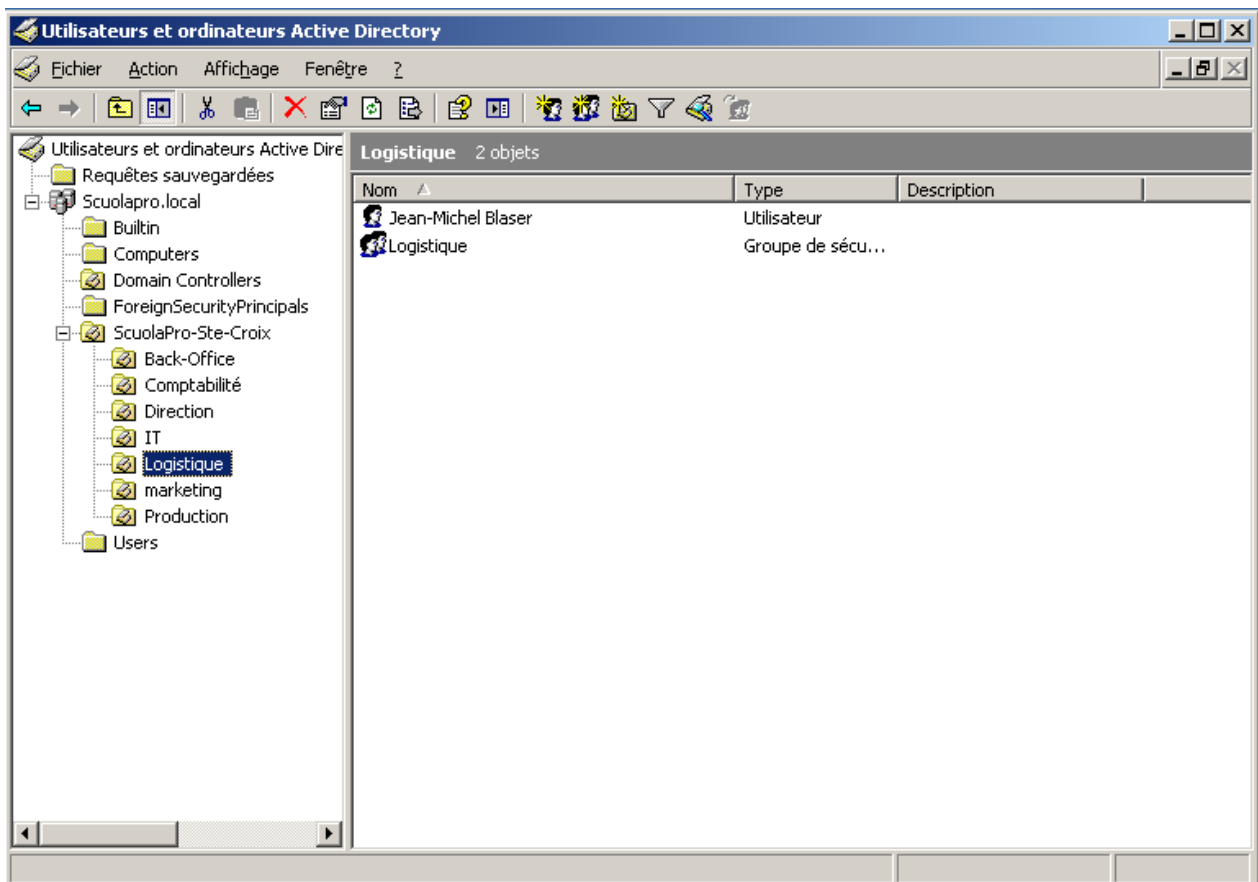 Utilisateurs et ordinateurs Active Directory
Fichier Action Affichage Fenêtre ?
Utilisateurs et ordinateurs Active Dire
Requêtes sauvegardées
Scuolapro.local
Builtin
Computers
Domain Controllers
ForeignSecurityPrincipals
ScuolaPro-Ste-Croix
Back-Office
Comptabilité
Direction
IT
Logistique
marketing
Production
Users
Logistique 2 objets
Nom Type Description
Jean-Michel Blaser Utilisateur
Logistique Groupe de sécu...